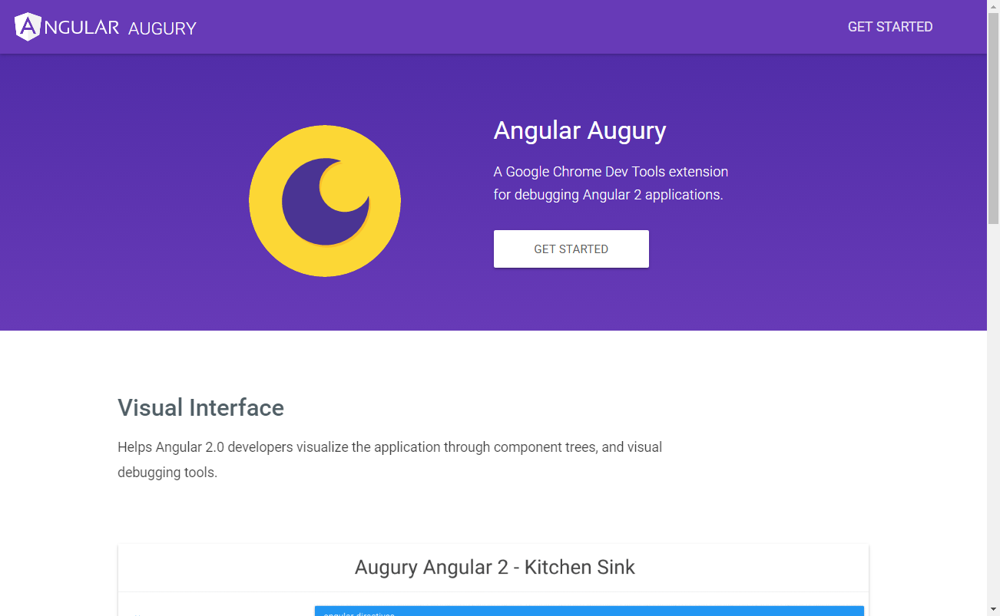 ANGULAR AUGURY
GET STARTED
Angular Augury
A Google Chrome Dev Tools extension
for debugging Angular 2 applications.
GET STARTED
Visual Interface
Helps Angular 2.0 developers visualize the application through component trees, and visual
debugging tools.
Augury Angular 2 - Kitchen Sink
angular directives